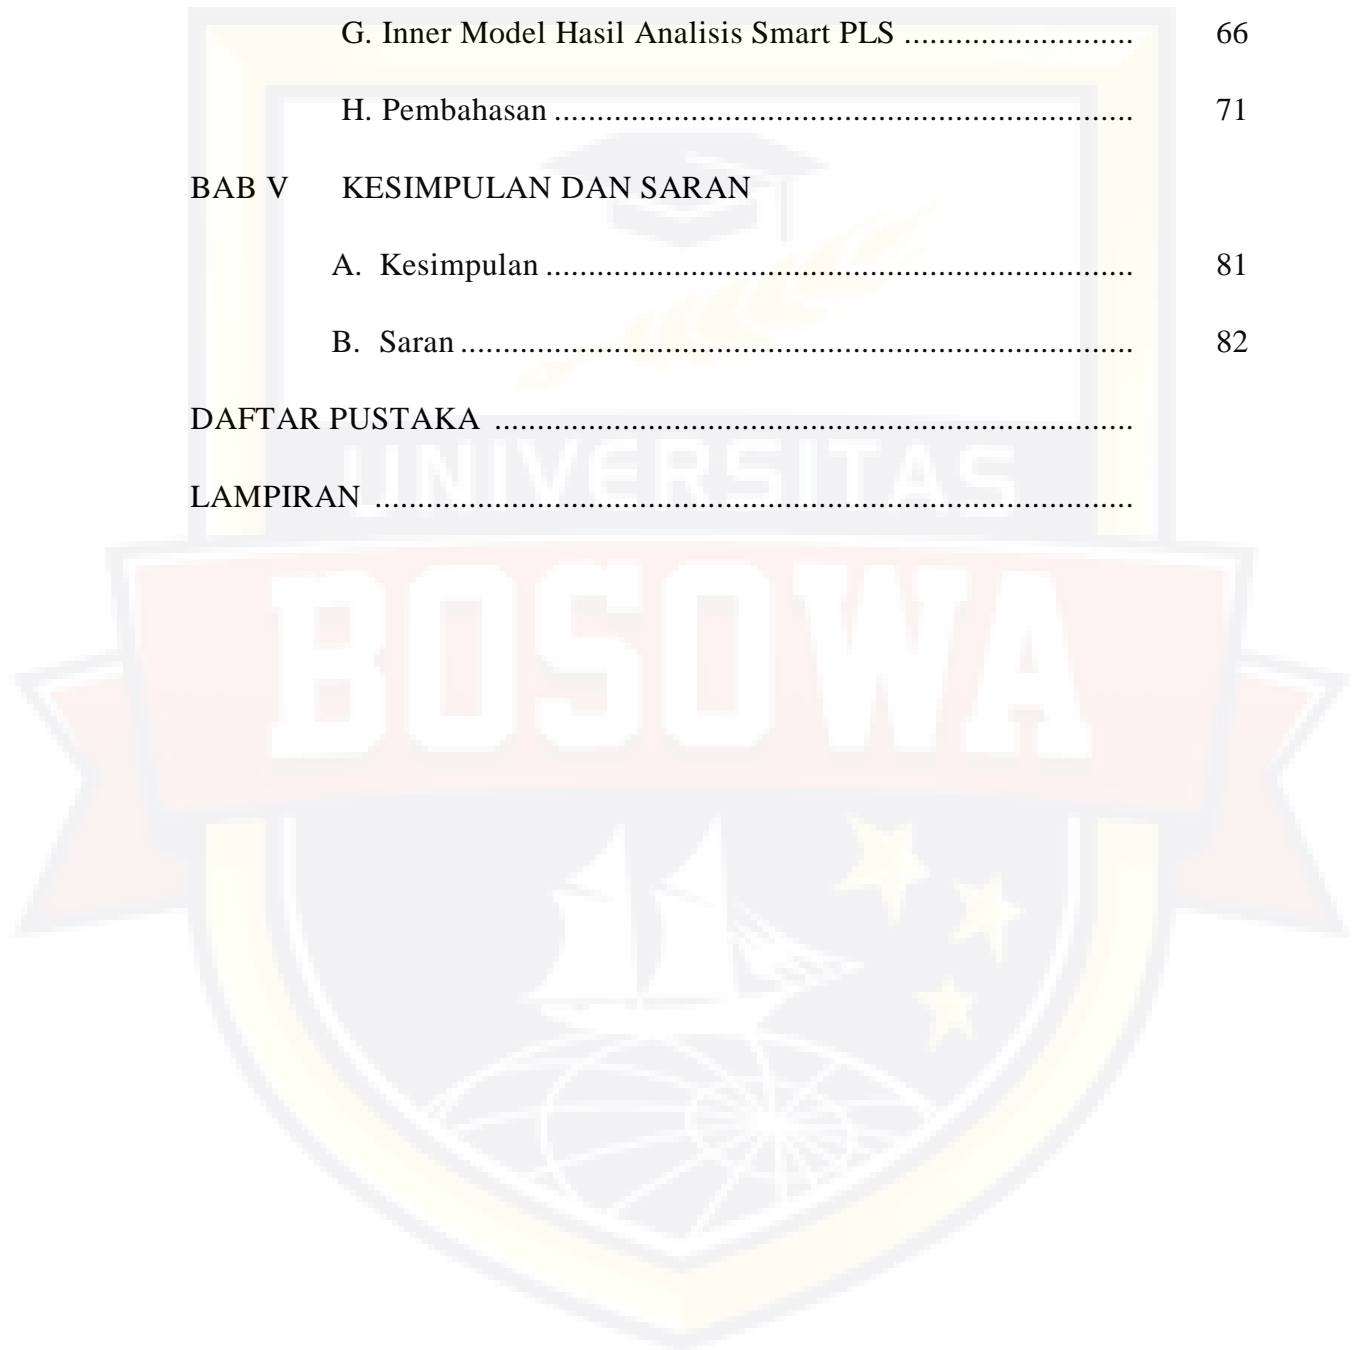 G. Inner Model Hasil Analisis Smart PLS ........................... 66
H. Pembahasan .................................................................... 71
BAB V KESIMPULAN DAN SARAN
A. Kesimpulan ..................................................................... 81
B. Saran ............................................................................... 82
DAFTAR PUSTAKA ...........................................................................
LAMPIRAN .........................................................................................
UNIVERSITAS
BOSOWA